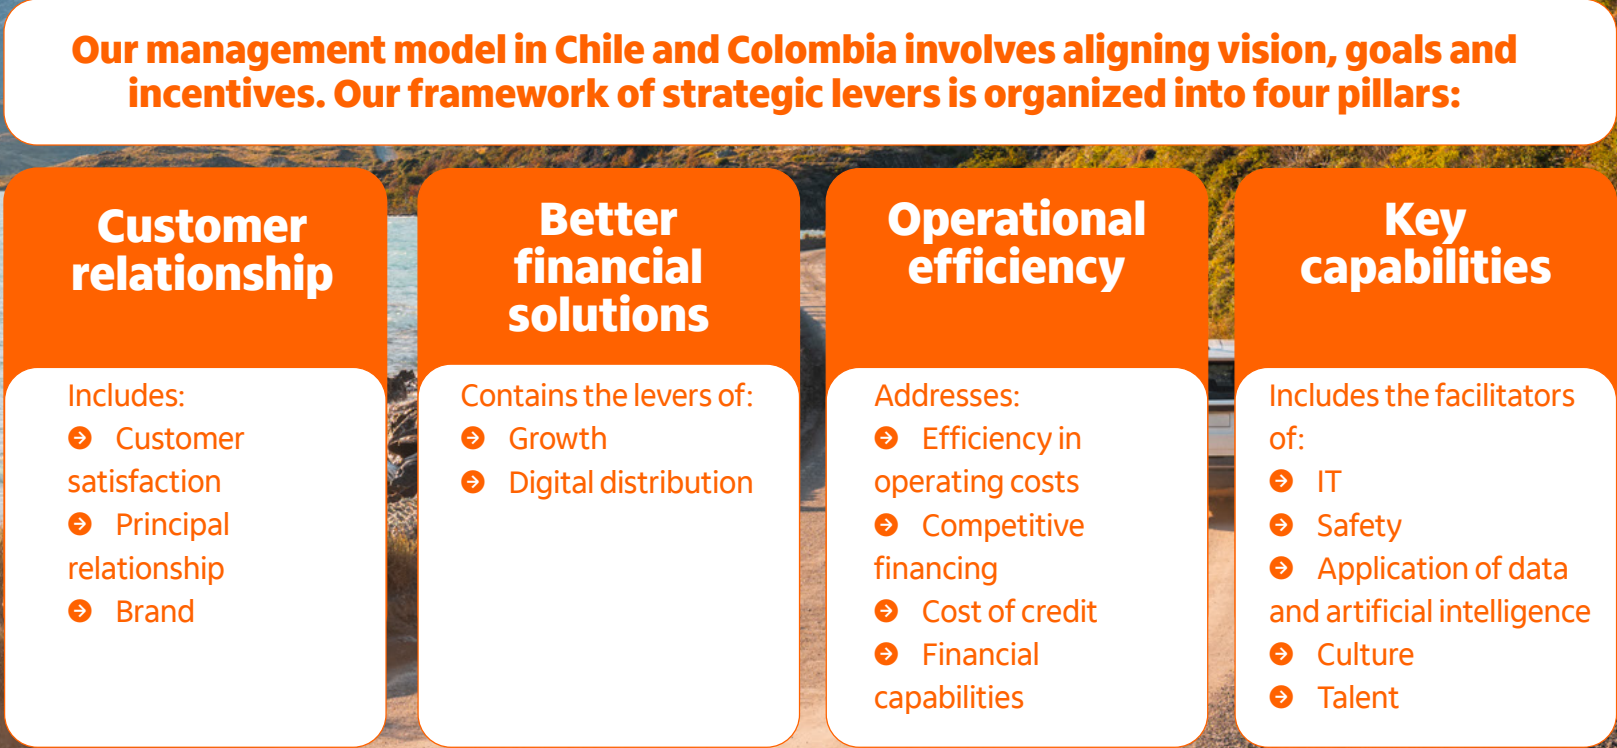 Our management model in Chile and Colombia involves aligning vision, goals and
incentives. Our framework of strategic levers is organized into four pillars:
Customer
relationship
Includes:
Customer
satisfaction
Principal
relationship
Brand
Better
financial
solutions
Contains the levers of:
Growth
Digital distribution
Operational
efficiency
Addresses:
Efficiency in
operating costs
Competitive
financing
Cost of credit
Financial
capabilities
Key
capabilities
Includes the facilitators
of:
IT
Safety
Application of data
and artificial intelligence
Culture
Talent